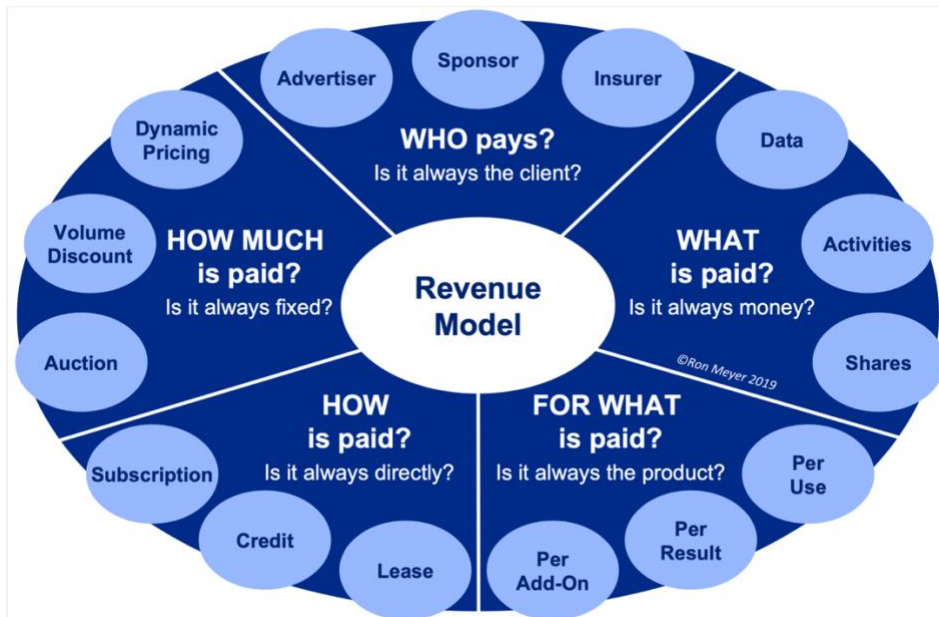 Advertiser
Sponsor
Insurer
WHO pays?
Is it always the client?
Data
Activities
Shares
WHAT
is paid?
Is it always money?
©Ron Meyer 2019
Per
Use
Per
Result
Per
Add-On
FOR WHAT
is paid?
Is it always the product?
Lease
Credit
Subscription
HOW
is paid?
Is it always directly?
Auction
Volume
Discount
Dynamic
Pricing
HOW MUCH
is paid?
Is it always fixed?
Revenue
Model